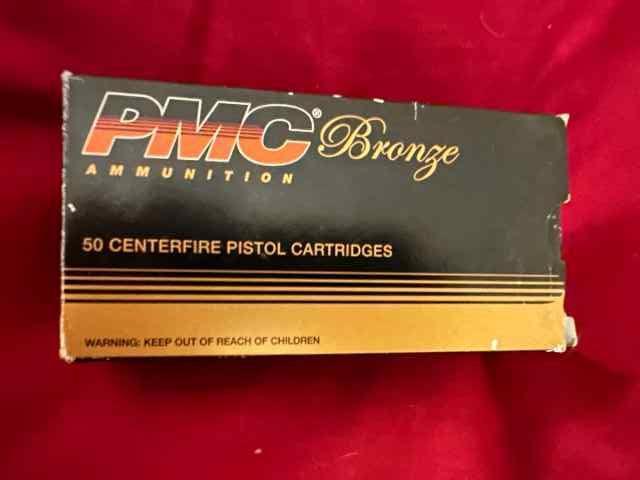 PMC® Bronze
AMMUNITION
50 CENTERFIRE PISTOL CARTRIDGES
WARNING: KEEP OUT OF REACH OF CHILDREN